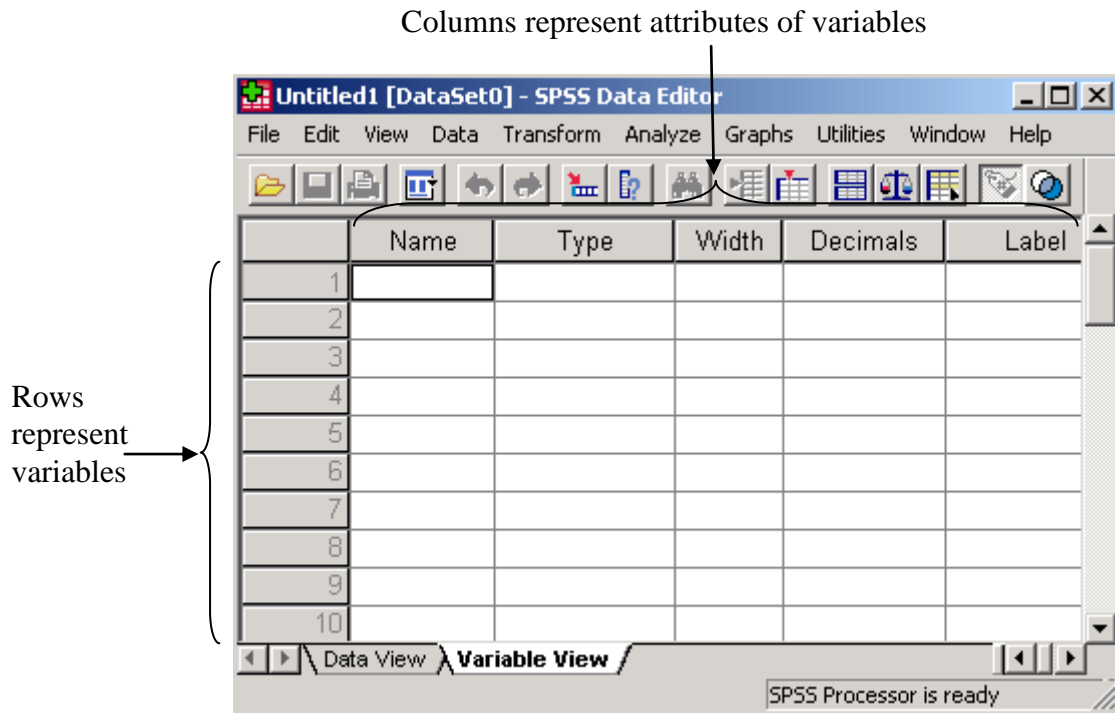 Columns represent attributes of variables
Untitled1 [DataSet0] - SPSS Data Editor
File Edit View Data Transform Analyze Graphs Utilities Window Help
Name Type Width Decimals Label
1
2
3
4
5
6
7
8
9
10
Rows
represent
variables
Data View Variable View
SPSS Processor is ready